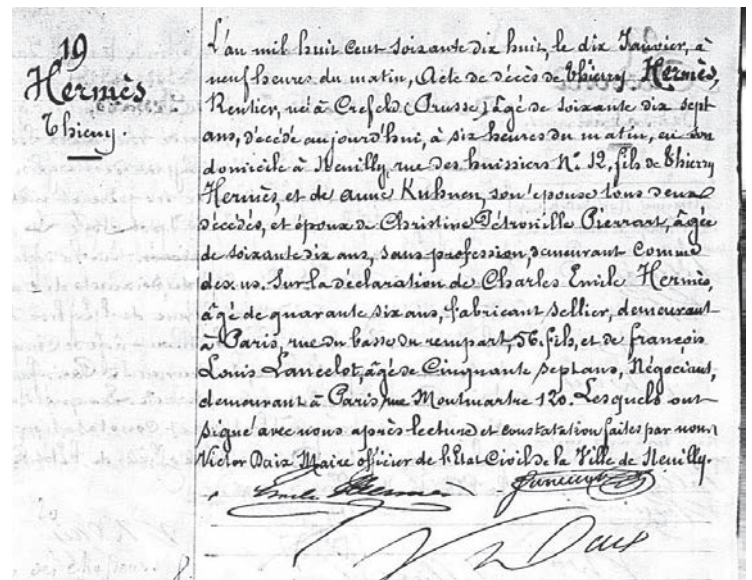 19
Hermès
Thierry.
L'an mil huit cent soixante dix huit, le dix Janvier, à
neuf heures du matin, Acte de décès de Thierry Hermès,
Rentier, né à Crefeld (Prusse) âgé de soixante dix sept
ans, décédé aujourd'hui, à six heures du matin, en son
domicile à Neuilly, rue des huissiers No. 12, fils de Thierry
Hermès, et de Anne Kuhnen, son épouse tous deux
décédés, et époux de Christine Pétronille Pierrart, âgée
de soixante dix ans, sans profession, demeurant comme
dessus. Sur la déclaration de Charles Emile Hermès,
âgé de quarante six ans, fabricant sellier, demeurant
à Paris, rue du basse du rempart, 56, fils, et de françois
Louis Lancelot, âgé de Cinquante sept ans, Négociant,
demeurant à Paris, rue Montmartre 120. Lesquels ont
signé avec nous après lecture et constatation faites par nous
Victor Daix Maire officier de l'Etat Civil de la Ville de Neuilly.
Emile Hermès
V Daix